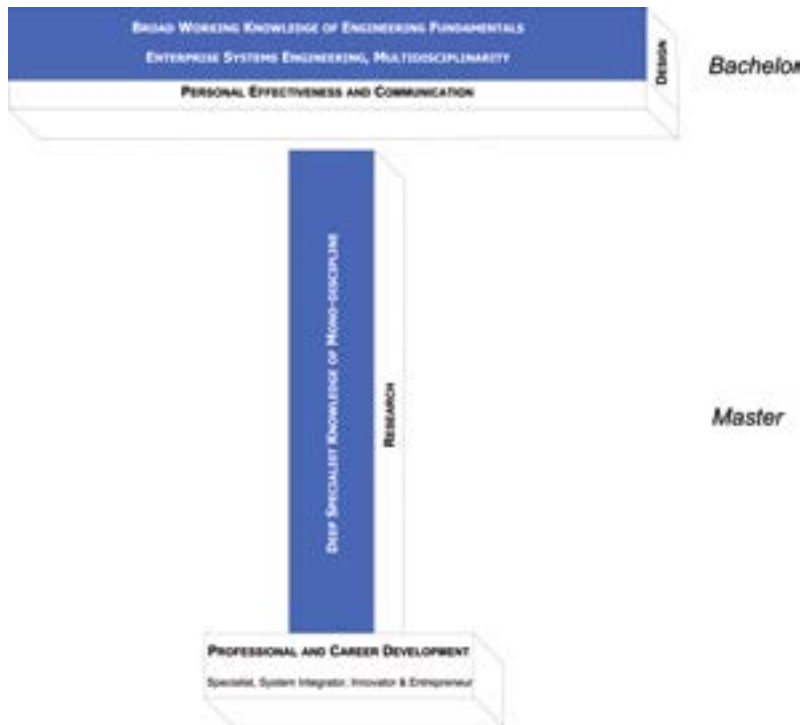 Broad Working Knowledge of Engineering Fundamentals
Enterprise Systems Engineering, Multidisciplinarity
Personal Effectiveness and Communication
Design
Bachelor
Deep Specialist Knowledge of Mono-discipline
Research
Master
Professional and Career Development
Specialist, System Integrator, Innovator & Entrepreneur